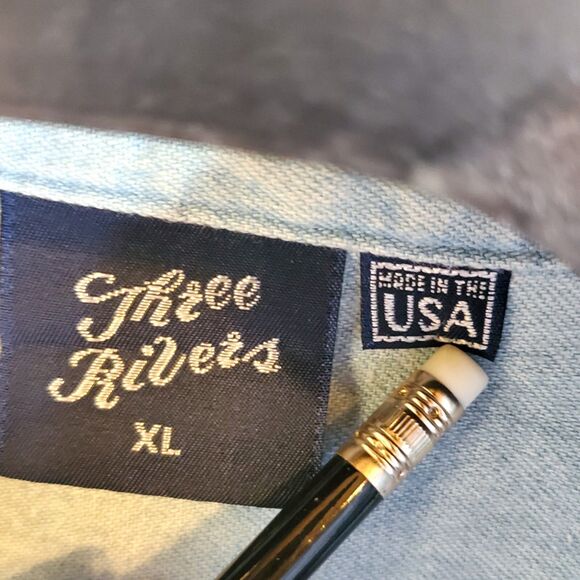 Three
Rivers
XL
MADE IN THE
USA